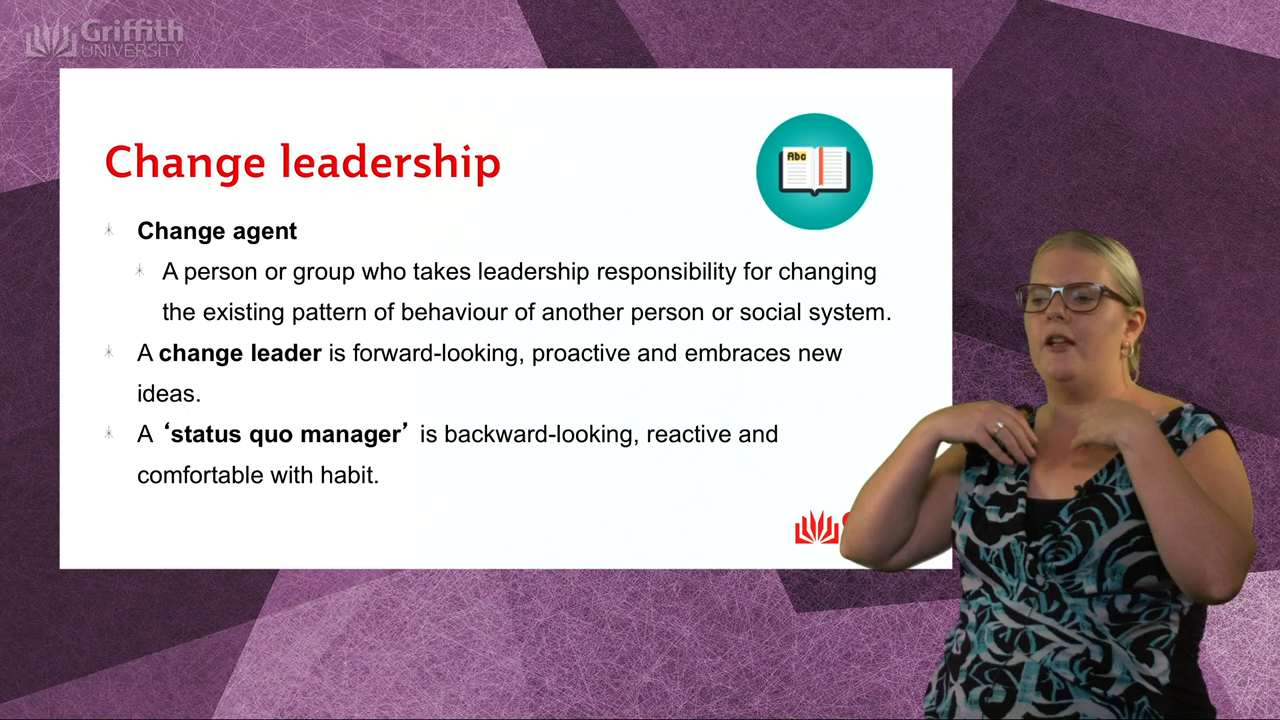 Griffith
UNIVERSITY
Change leadership
Abc
Change agent
A person or group who takes leadership responsibility for changing
the existing pattern of behaviour of another person or social system.
A change leader is forward-looking, proactive and embraces new
ideas.
A ‘status quo manager’ is backward-looking, reactive and
comfortable with habit.